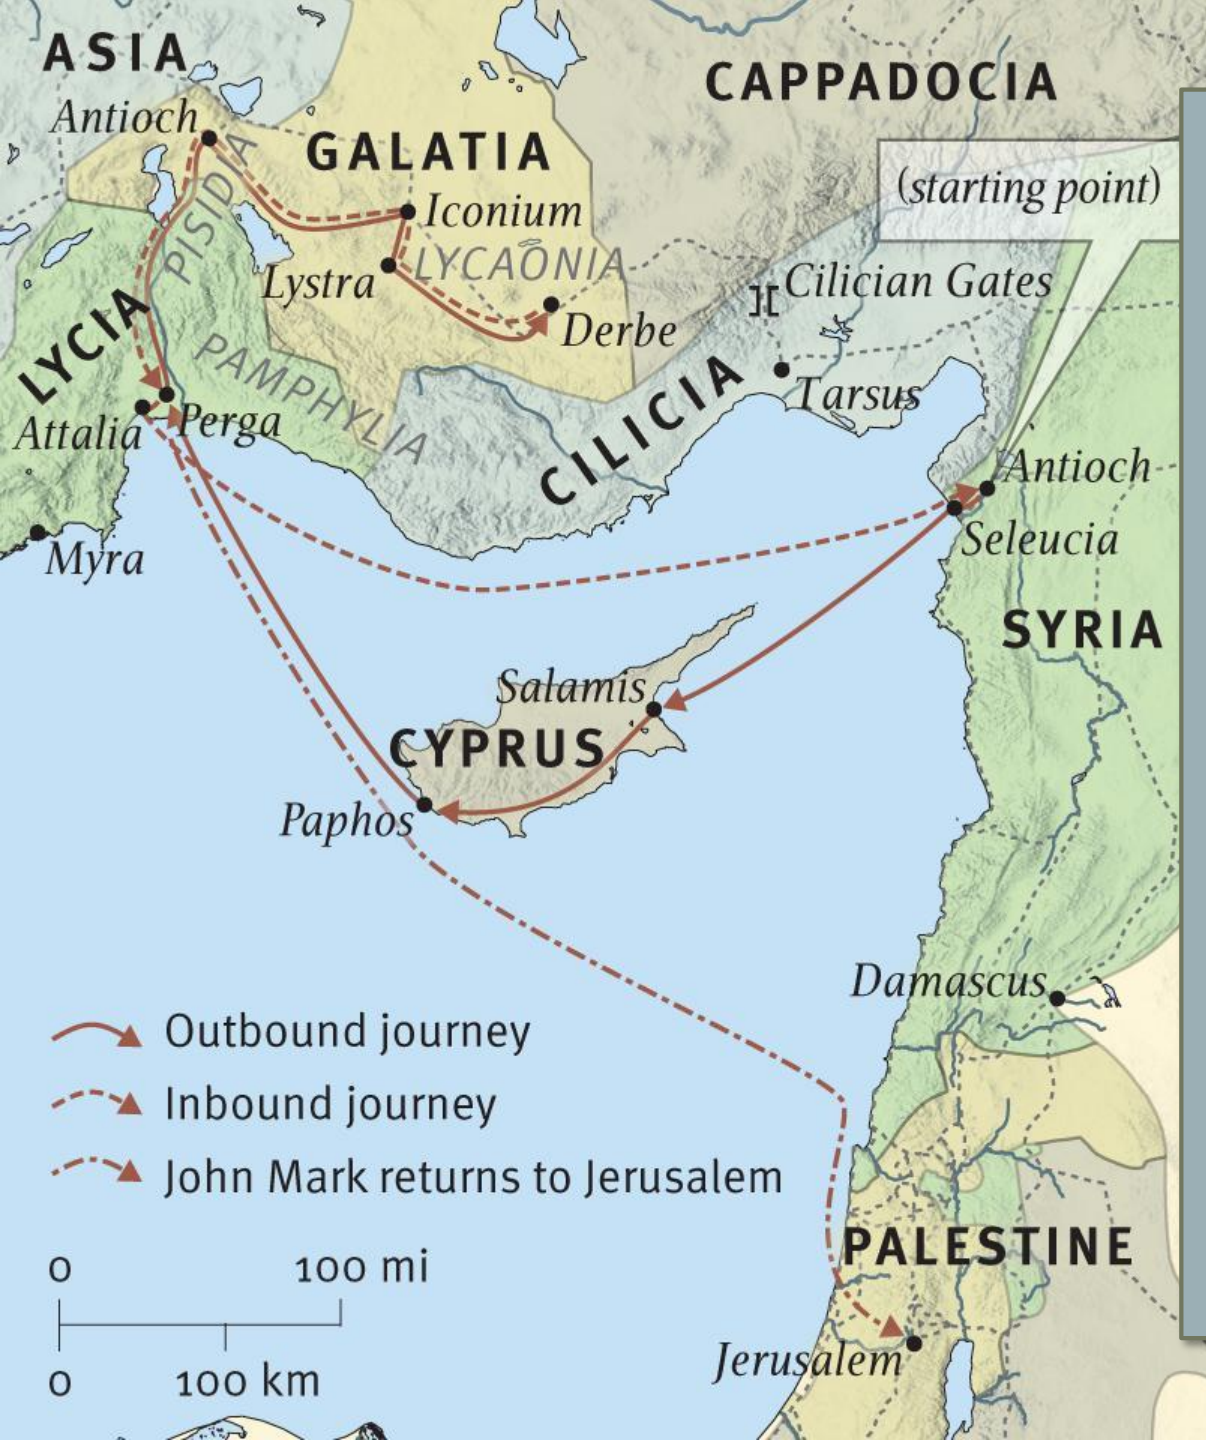 ASIA
CAPPADOCIA
Antioch
GALATIA
PISIDIA
(starting point)
Iconium
LYCAONIA
Lystra
Cilician Gates
Derbe
LYCIA
PAMPHYLIA
CILICIA
Tarsus
Attalia
Perga
Antioch
Myra
Seleucia
SYRIA
Salamis
CYPRUS
Paphos
Damascus
Outbound journey
Inbound journey
John Mark returns to Jerusalem
PALESTINE
0 100 mi
0 100 km
Jerusalem